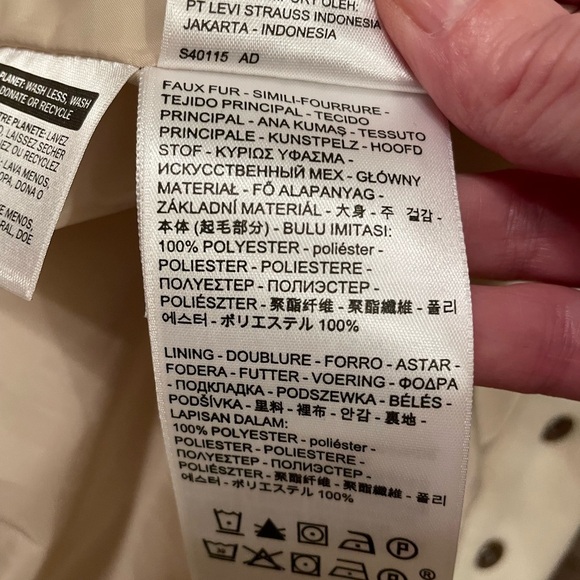 OLEH:
PT LEVI STRAUSS INDONESIA
JAKARTA - INDONESIA
S40115 AD
PLANET: WASH LESS, WASH
DONATE OR RECYCLE
TRE PLANETE: LAVEZ
LAISSEZ SÉCHER
EZ OU RECYCLEZ
LAVA MENOS,
OPA, DONA O
E MENOS,
RAL, DOE
FAUX FUR - SIMILI-FOURRURE -
TEJIDO PRINCIPAL - TECIDO
PRINCIPAL - ANA KUMAŞ - TESSUTO
PRINCIPALE - KUNSTPELZ - HOOFD
STOF - ΚΥΡΙΩΣ ΥΦΑΣΜΑ -
ИСКУССТВЕННЫЙ МЕХ - GŁÓWNY
MATERIAŁ - FŐ ALAPANYAG -
ZÁKLADNÍ MATERIÁL - 大身 - 주 겉감 -
本体 (起毛部分) - BULU IMITASI:
100% POLYESTER - poliéster -
POLIESTER - POLIESTERE -
ΠΟΛΥΕΣΤΕΡ - ПОЛИЭСТЕР -
POLIÉSZTER - 聚酯纤维 - 聚酯纖維 - 폴리
에스터 - ポリエステル 100%
LINING - DOUBLURE - FORRO - ASTAR -
FODERA - FUTTER - VOERING - ΦΟΔΡΑ
- ПОДКЛАДКА - PODSZEWKA - BÉLÉS -
PODŠÍVKA - 里料 - 裡布 - 안감 - 裏地 -
LAPISAN DALAM:
100% POLYESTER - poliéster -
POLIESTER - POLIESTERE -
ΠΟΛΥΕΣΤΕΡ - ПОЛИЭСТЕР -
POLIÉSZTER - 聚酯纤维 - 聚酯纖維 - 폴리
에스터 - ポリエステル 100%